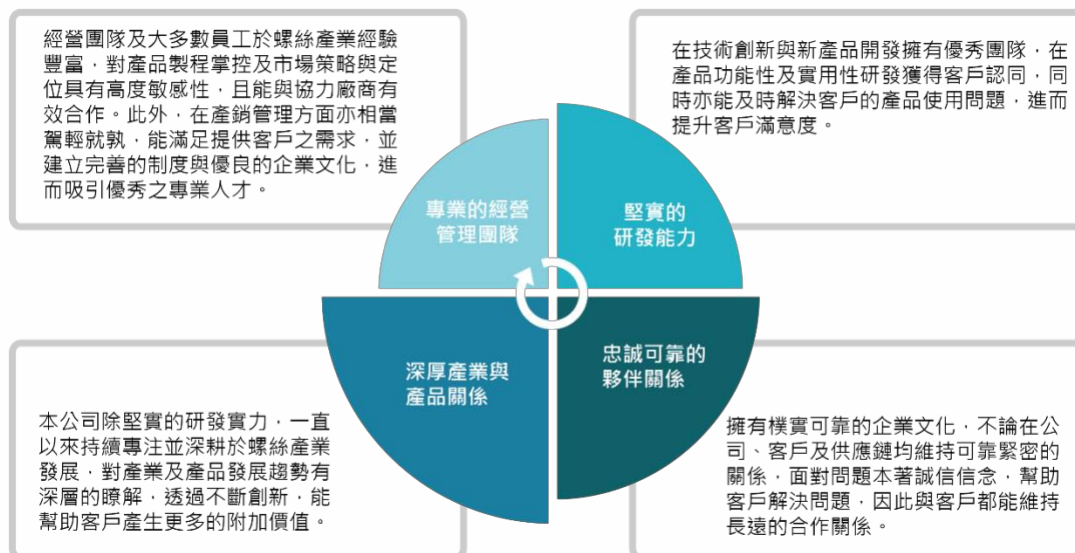 經營團隊及大多數員工於螺絲產業經驗
豐富，對產品製程掌控及市場策略與定
位具有高度敏感性，且能與協力廠商有
效合作。此外，在產銷管理方面亦相當
駕輕就孰，能滿足提供客戶之需求，並
建立完善的制度與優良的企業文化，進
而吸引優秀之專業人才。
在技術創新與新產品開發擁有優秀團隊，在
產品功能性及實用性研發獲得客戶認同，同
時亦能及時解決客戶的產品使用問題，進而
提升客戶滿意度。
專業的經營
管理團隊
堅實的
研發能力
深厚產業與
產品關係
忠誠可靠的
夥伴關係
本公司除堅實的研發實力，一直
以來持續專注並深耕於螺絲產業
發展，對產業及產品發展趨勢有
深層的瞭解，透過不斷創新，能
幫助客戶產生更多的附加價值。
擁有樸實可靠的企業文化，不論在公
司、客戶及供應鏈均維持可靠緊密的
關係，面對問題本著誠信信念，幫助
客戶解決問題，因此與客戶都能維持
長遠的合作關係。